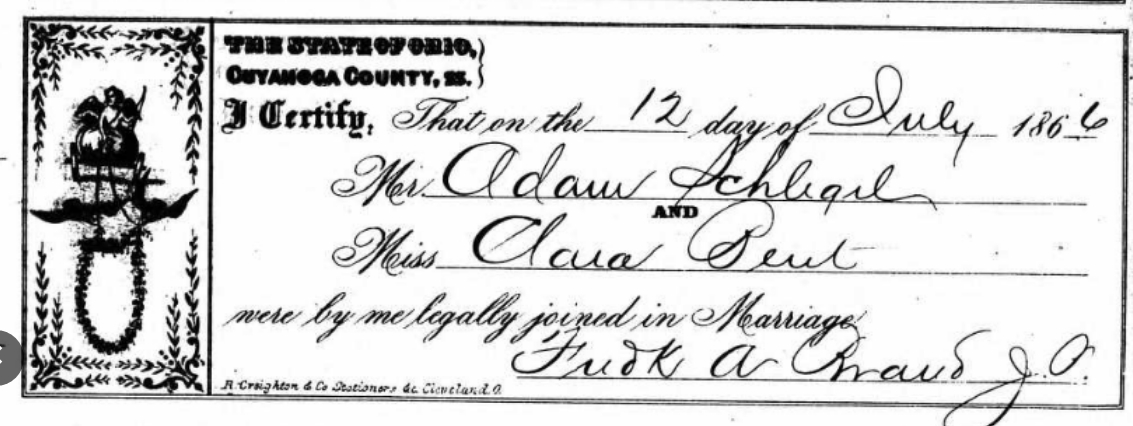 THE STATE OF OHIO,
CUYAHOGA COUNTY, SS.
I Certify, That on the 12 day of July 1866
Mr. Adam Schlegel
AND
Miss Clara Bent
were by me legally joined in Marriage
Fredk A Brand J.P.
R. Creighton & Co Stationers &c. Cleveland. O.